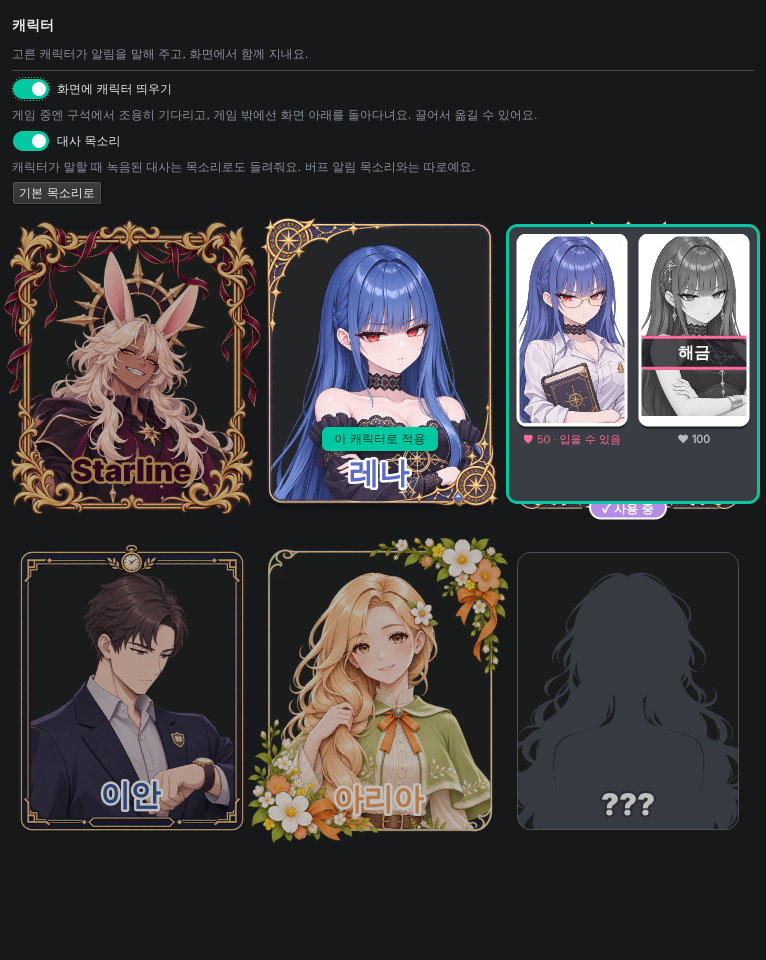 캐릭터
고른 캐릭터가 알림을 말해 주고, 화면에서 함께 지내요.
화면에 캐릭터 띄우기
게임 중엔 구석에서 조용히 기다리고, 게임 밖에선 화면 아래를 돌아다녀요. 끌어서 옮길 수 있어요.
대사 목소리
캐릭터가 말할 때 녹음된 대사는 목소리로도 들려줘요. 버프 알림 목소리와는 따로예요.
기본 목소리로
Starline
이 캐릭터로 적용
레나
해금
♥ 50 · 입을 수 있음
♥ 100
✓ 사용 중
이안
아리아
???